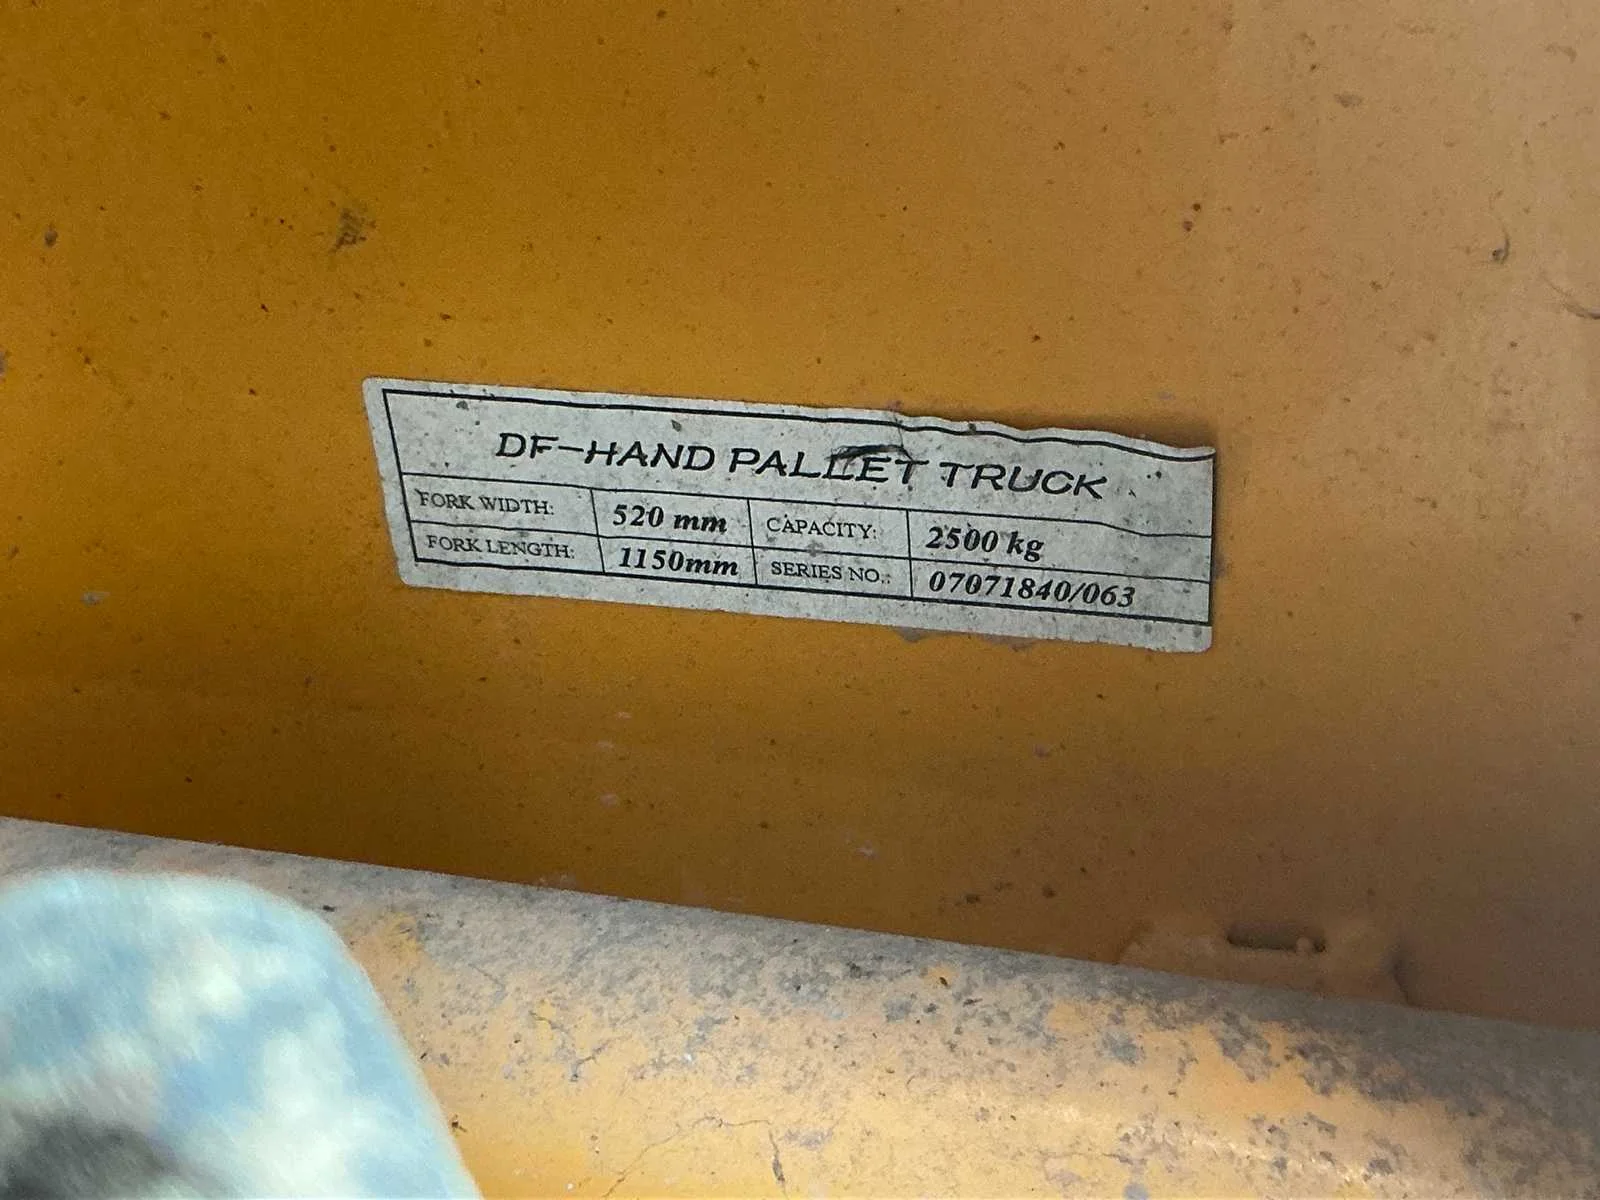 DF-HAND PALLET TRUCK
FORK WIDTH: 520 mm CAPACITY: 2500 kg
FORK LENGTH: 1150mm SERIES NO.: 07071840/063